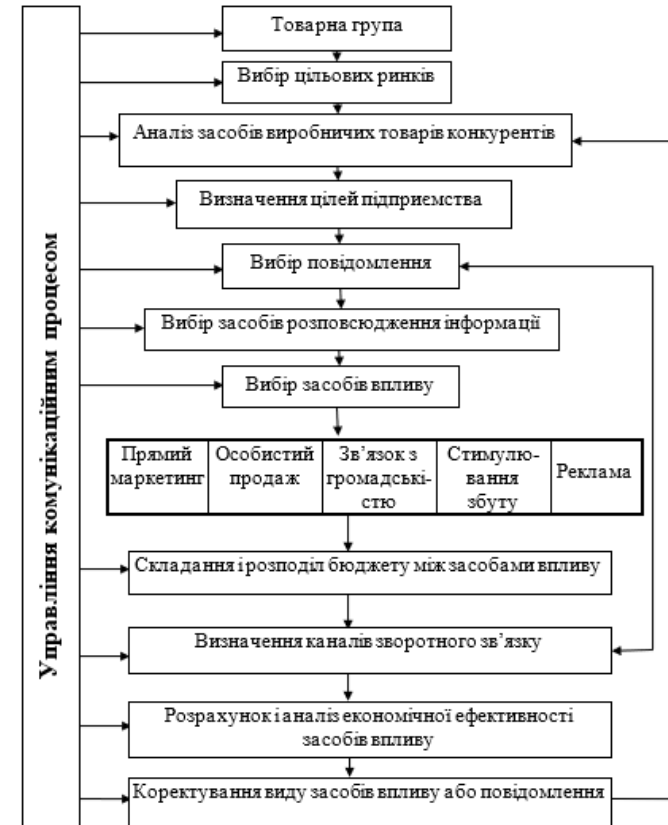 Управління комунікаційним процесом
Товарна група
Вибір цільових ринків
Аналіз засобів виробничих товарів конкурентів
Визначення цілей підприємства
Вибір повідомлення
Вибір засобів розповсюдження інформації
Вибір засобів впливу
Прямий
маркетинг
Особистий
продаж
Зв’язок з
громадські-
стю
Стимулю-
вання
збуту
Реклама
Складання і розподіл бюджету між засобами впливу
Визначення каналів зворотного зв’язку
Розрахунок і аналіз економічної ефективності
засобів впливу
Коректування виду засобів впливу або повідомлення